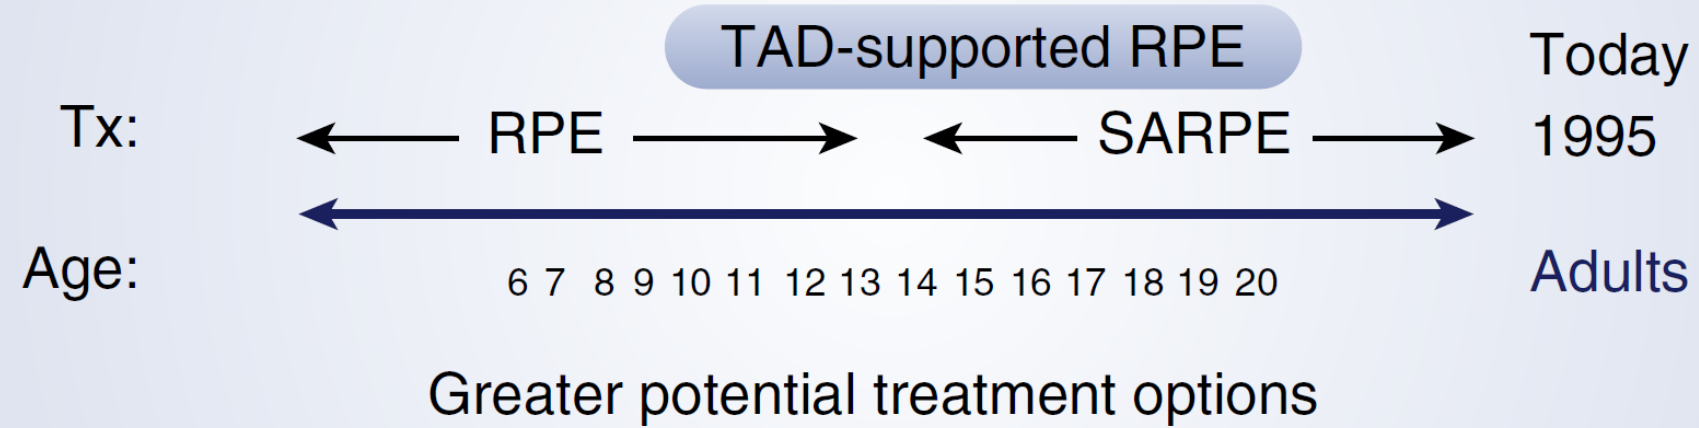 TAD-supported RPE Today
Tx: RPE SARPE 1995
Age: 6 7 8 9 10 11 12 13 14 15 16 17 18 19 20 Adults
Greater potential treatment options